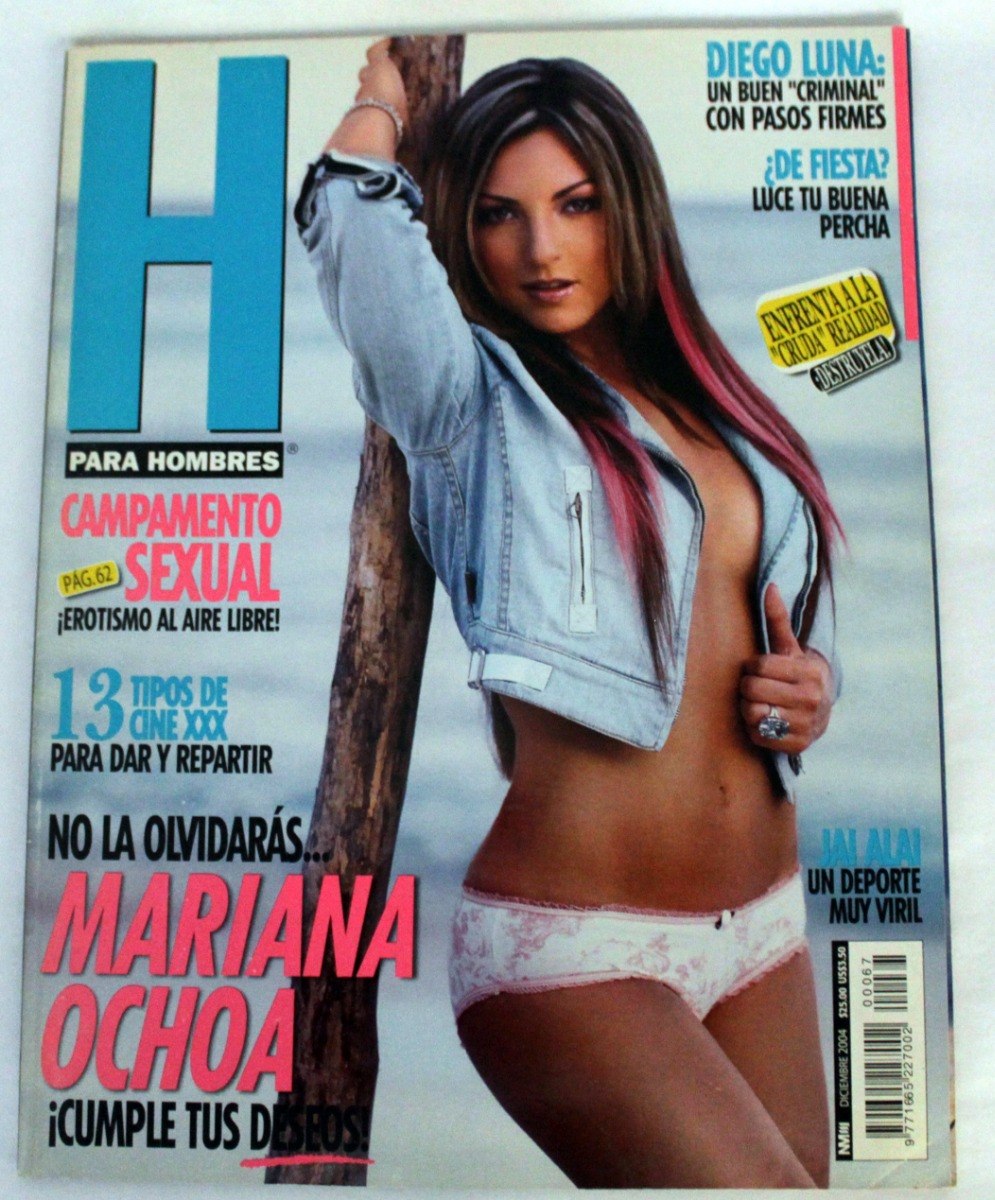 H
PARA HOMBRES
®
CAMPAMENTO
SEXUAL
PÁG.62
¡EROTISMO AL AIRE LIBRE!
13 TIPOS DE
CINE XXX
PARA DAR Y REPARTIR
NO LA OLVIDARÁS...
MARIANA
OCHOA
¡CUMPLE TUS DESEOS!
DIEGO LUNA:
UN BUEN "CRIMINAL"
CON PASOS FIRMES
¿DE FIESTA?
LUCE TU BUENA
PERCHA
ENFRENTA A LA
"CRUDA" REALIDAD
¡DESTRUYELA!
JAI ALAI
UN DEPORTE
MUY VIRIL
DICIEMBRE 2004 $25.00 US$3.50
00067
9 771665 227002